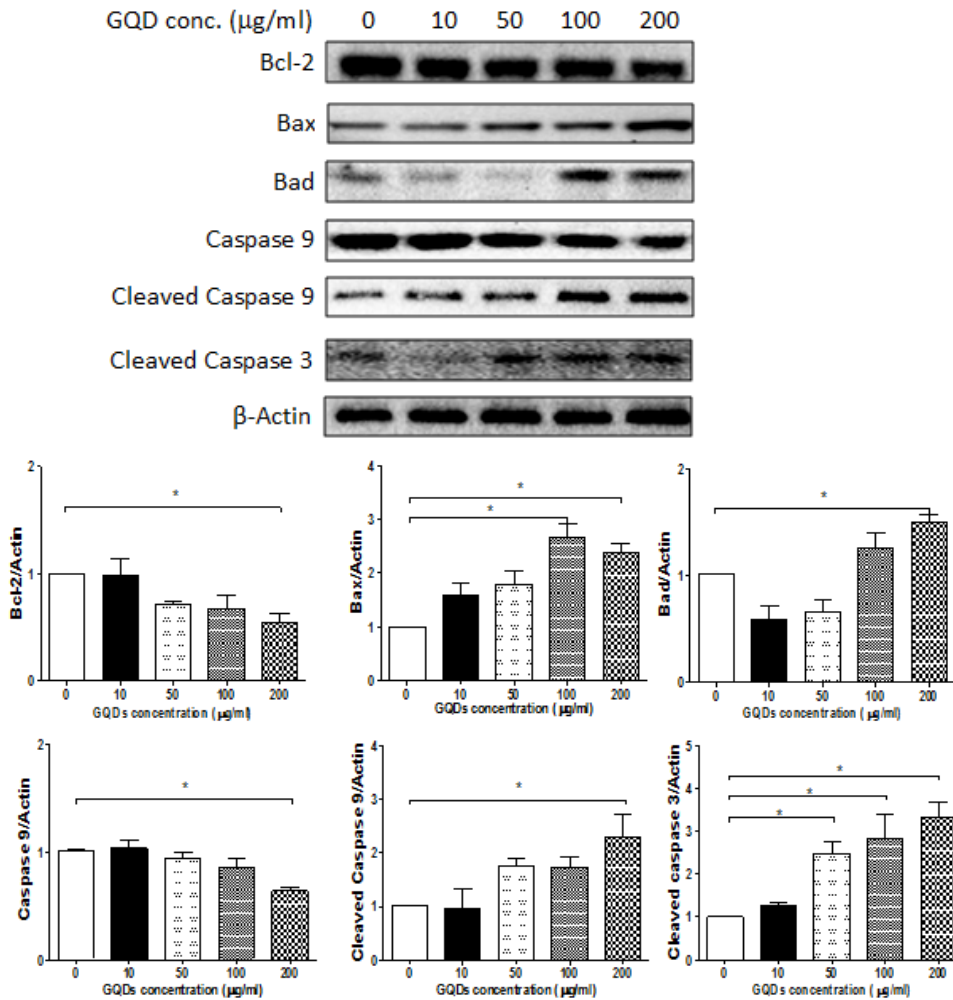 GQD conc. (µg/ml) 0 10 50 100 200
Bcl-2
Bax
Bad
Caspase 9
Cleaved Caspase 9
Cleaved Caspase 3
β-Actin
Bcl-2/Actin
2
1
0
*
0 10 50 100 200
GQDs concentration ( µg/ml)
Bax/Actin
4
3
2
1
0
*
*
0 10 50 100 200
GQDs concentration ( µg/ml)
Bad/Actin
2
1
0
*
0 10 50 100 200
GQDs concentration ( µg/ml)
Caspase 9/Actin
2
1
0
*
0 10 50 100 200
GQDs concentration ( µg/ml)
Cleaved Caspase 9/Actin
4
3
2
1
0
*
0 10 50 100 200
GQDs concentration ( µg/ml)
Cleaved caspase 3/Actin
5
4
3
2
1
0
*
*
*
0 10 50 100 200
GQDs concentration ( µg/ml)